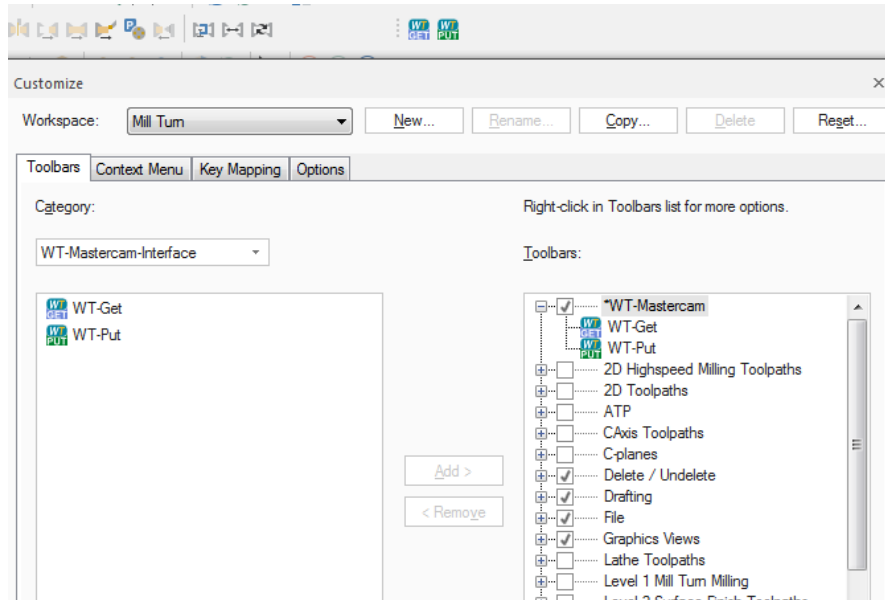 WT GET WT PUT
Customize
Workspace: Mill Turn New... Rename... Copy... Delete Reset...
Toolbars Context Menu Key Mapping Options
Category: Right-click in Toolbars list for more options.
WT-Mastercam-Interface Toolbars:
WT GET WT-Get
WT PUT WT-Put
*WT-Mastercam
WT GET WT-Get
WT PUT WT-Put
2D Highspeed Milling Toolpaths
2D Toolpaths
ATP
CAxis Toolpaths
C-planes
Add >
Delete / Undelete
Drafting
< Remove
File
Graphics Views
Lathe Toolpaths
Level 1 Mill Turn Milling